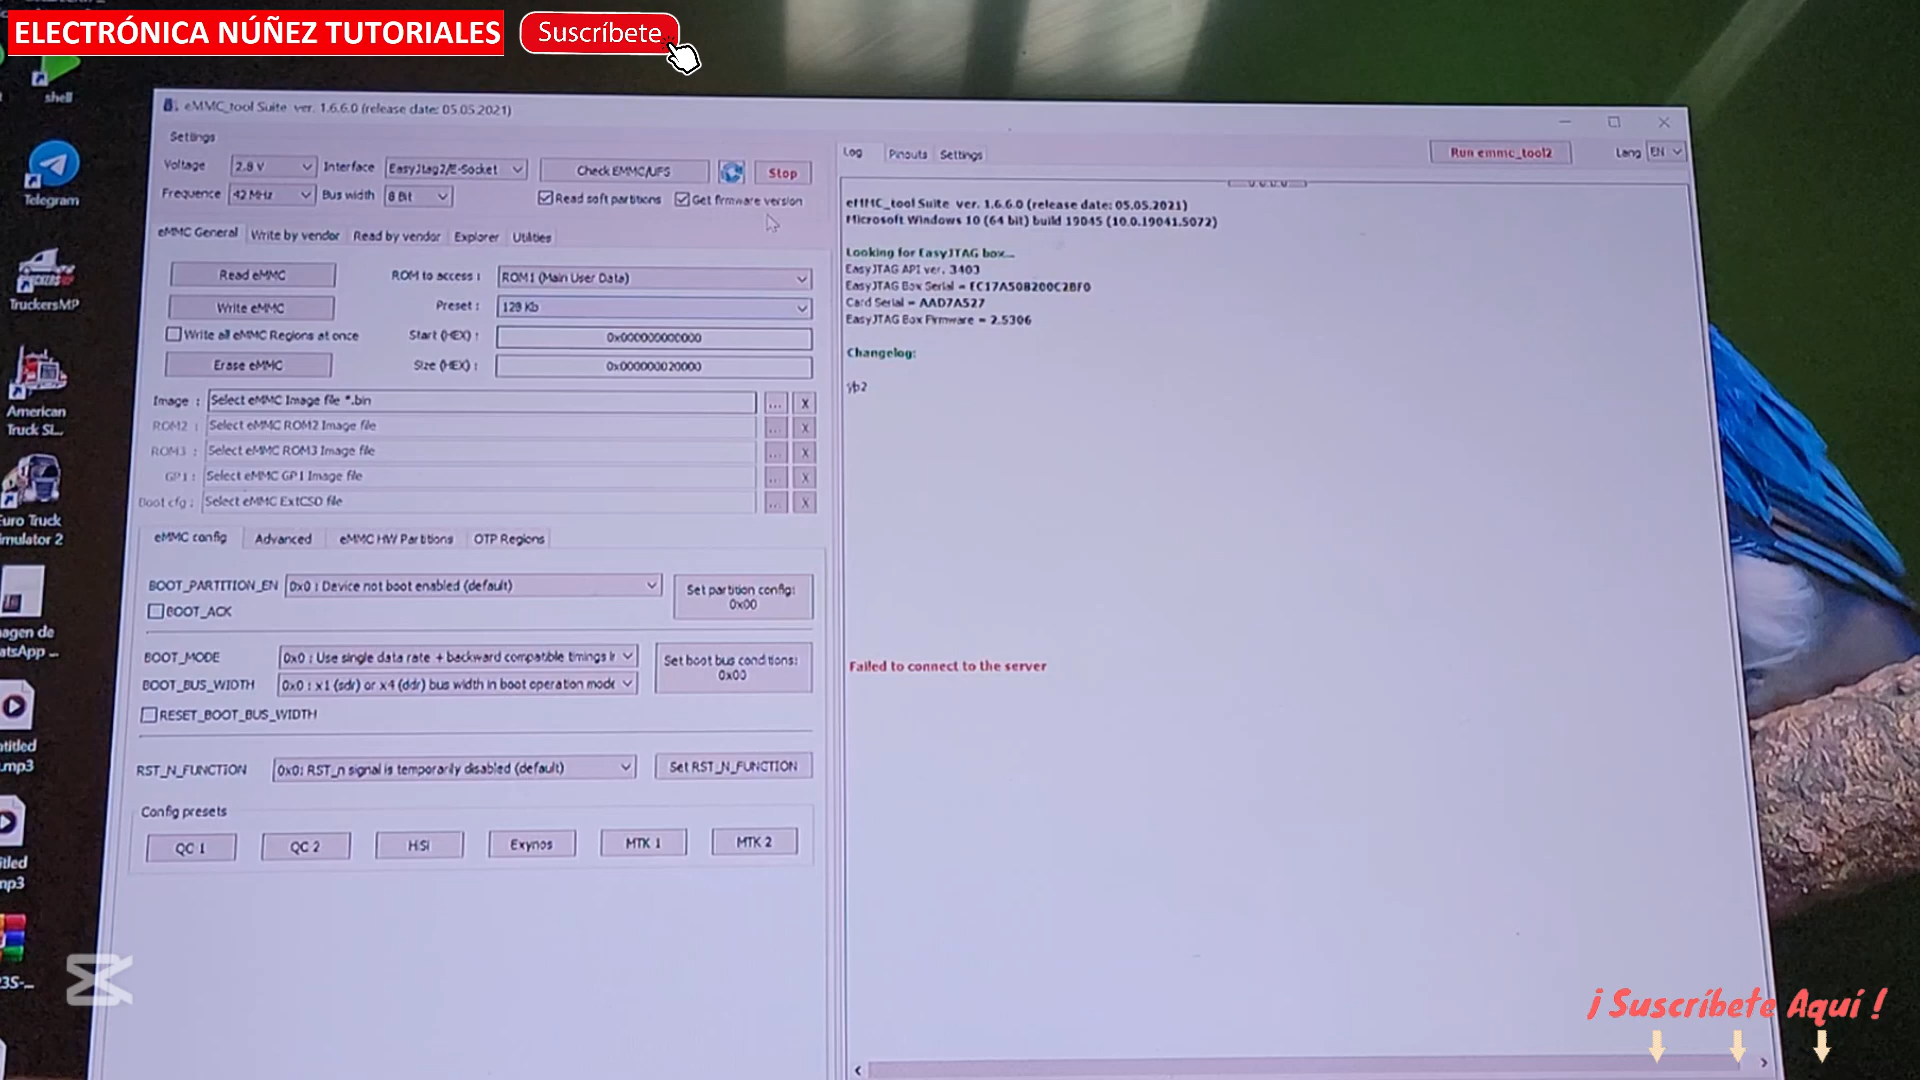 ELECTRÓNICA NÚÑEZ TUTORIALES
Suscríbete
shell
Telegram
TruckersMP
American
Truck Si...
Euro Truck
Simulator 2
eMMC_tool Suite ver. 1.6.6.0 (release date: 05.05.2021)
Settings
Voltage 2.8 V Interface EasyJtag2/E-Socket Check EMMC/UFS Stop
Frequence 42 MHz Bus width 8 Bit Read soft partitions Get firmware version
eMMC General Write by vendor Read by vendor Explorer Utilities
Read eMMC ROM to access : ROM1 (Main User Data)
Write eMMC Preset : 128 Kb
Write all eMMC Regions at once Start (HEX) : 0x000000000000
Erase eMMC Size (HEX) : 0x000000020000
Image : Select eMMC Image file *.bin ... X
ROM2 : Select eMMC ROM2 Image file ... X
ROM3 : Select eMMC ROM3 Image file ... X
GP1 : Select eMMC GP1 Image file ... X
Boot cfg : Select eMMC ExtCSD file ... X
eMMC config Advanced eMMC HW Partitions OTP Regions
BOOT_PARTITION_EN 0x0 : Device not boot enabled (default) Set partition config:
0x00
BOOT_ACK
BOOT_MODE 0x0 : Use single data rate + backward compatible timings
Set boot bus conditions:
0x00
BOOT_BUS_WIDTH 0x0 : x1 (sdr) or x4 (ddr) bus width in boot operation mode
RESET_BOOT_BUS_WIDTH
RST_N_FUNCTION 0x0: RST_n signal is temporarily disabled (default) Set RST_N_FUNCTION
Config presets
QC 1 QC 2 HSi Exynos MTK 1 MTK 2
Log Pinouts Settings Run emmc_tool2 Lang EN
eMMC_tool Suite ver. 1.6.6.0 (release date: 05.05.2021)
Microsoft Windows 10 (64 bit) build 19045 (10.0.19041.5072)
Looking for EasyJTAG box...
EasyJTAG API ver. 3403
EasyJTAG Box Serial = EC17A508200C2BF0
Card Serial = AAD7A527
EasyJTAG Box Firmware = 2.5306
Changelog:
Failed to connect to the server
¡ Suscríbete Aquí !